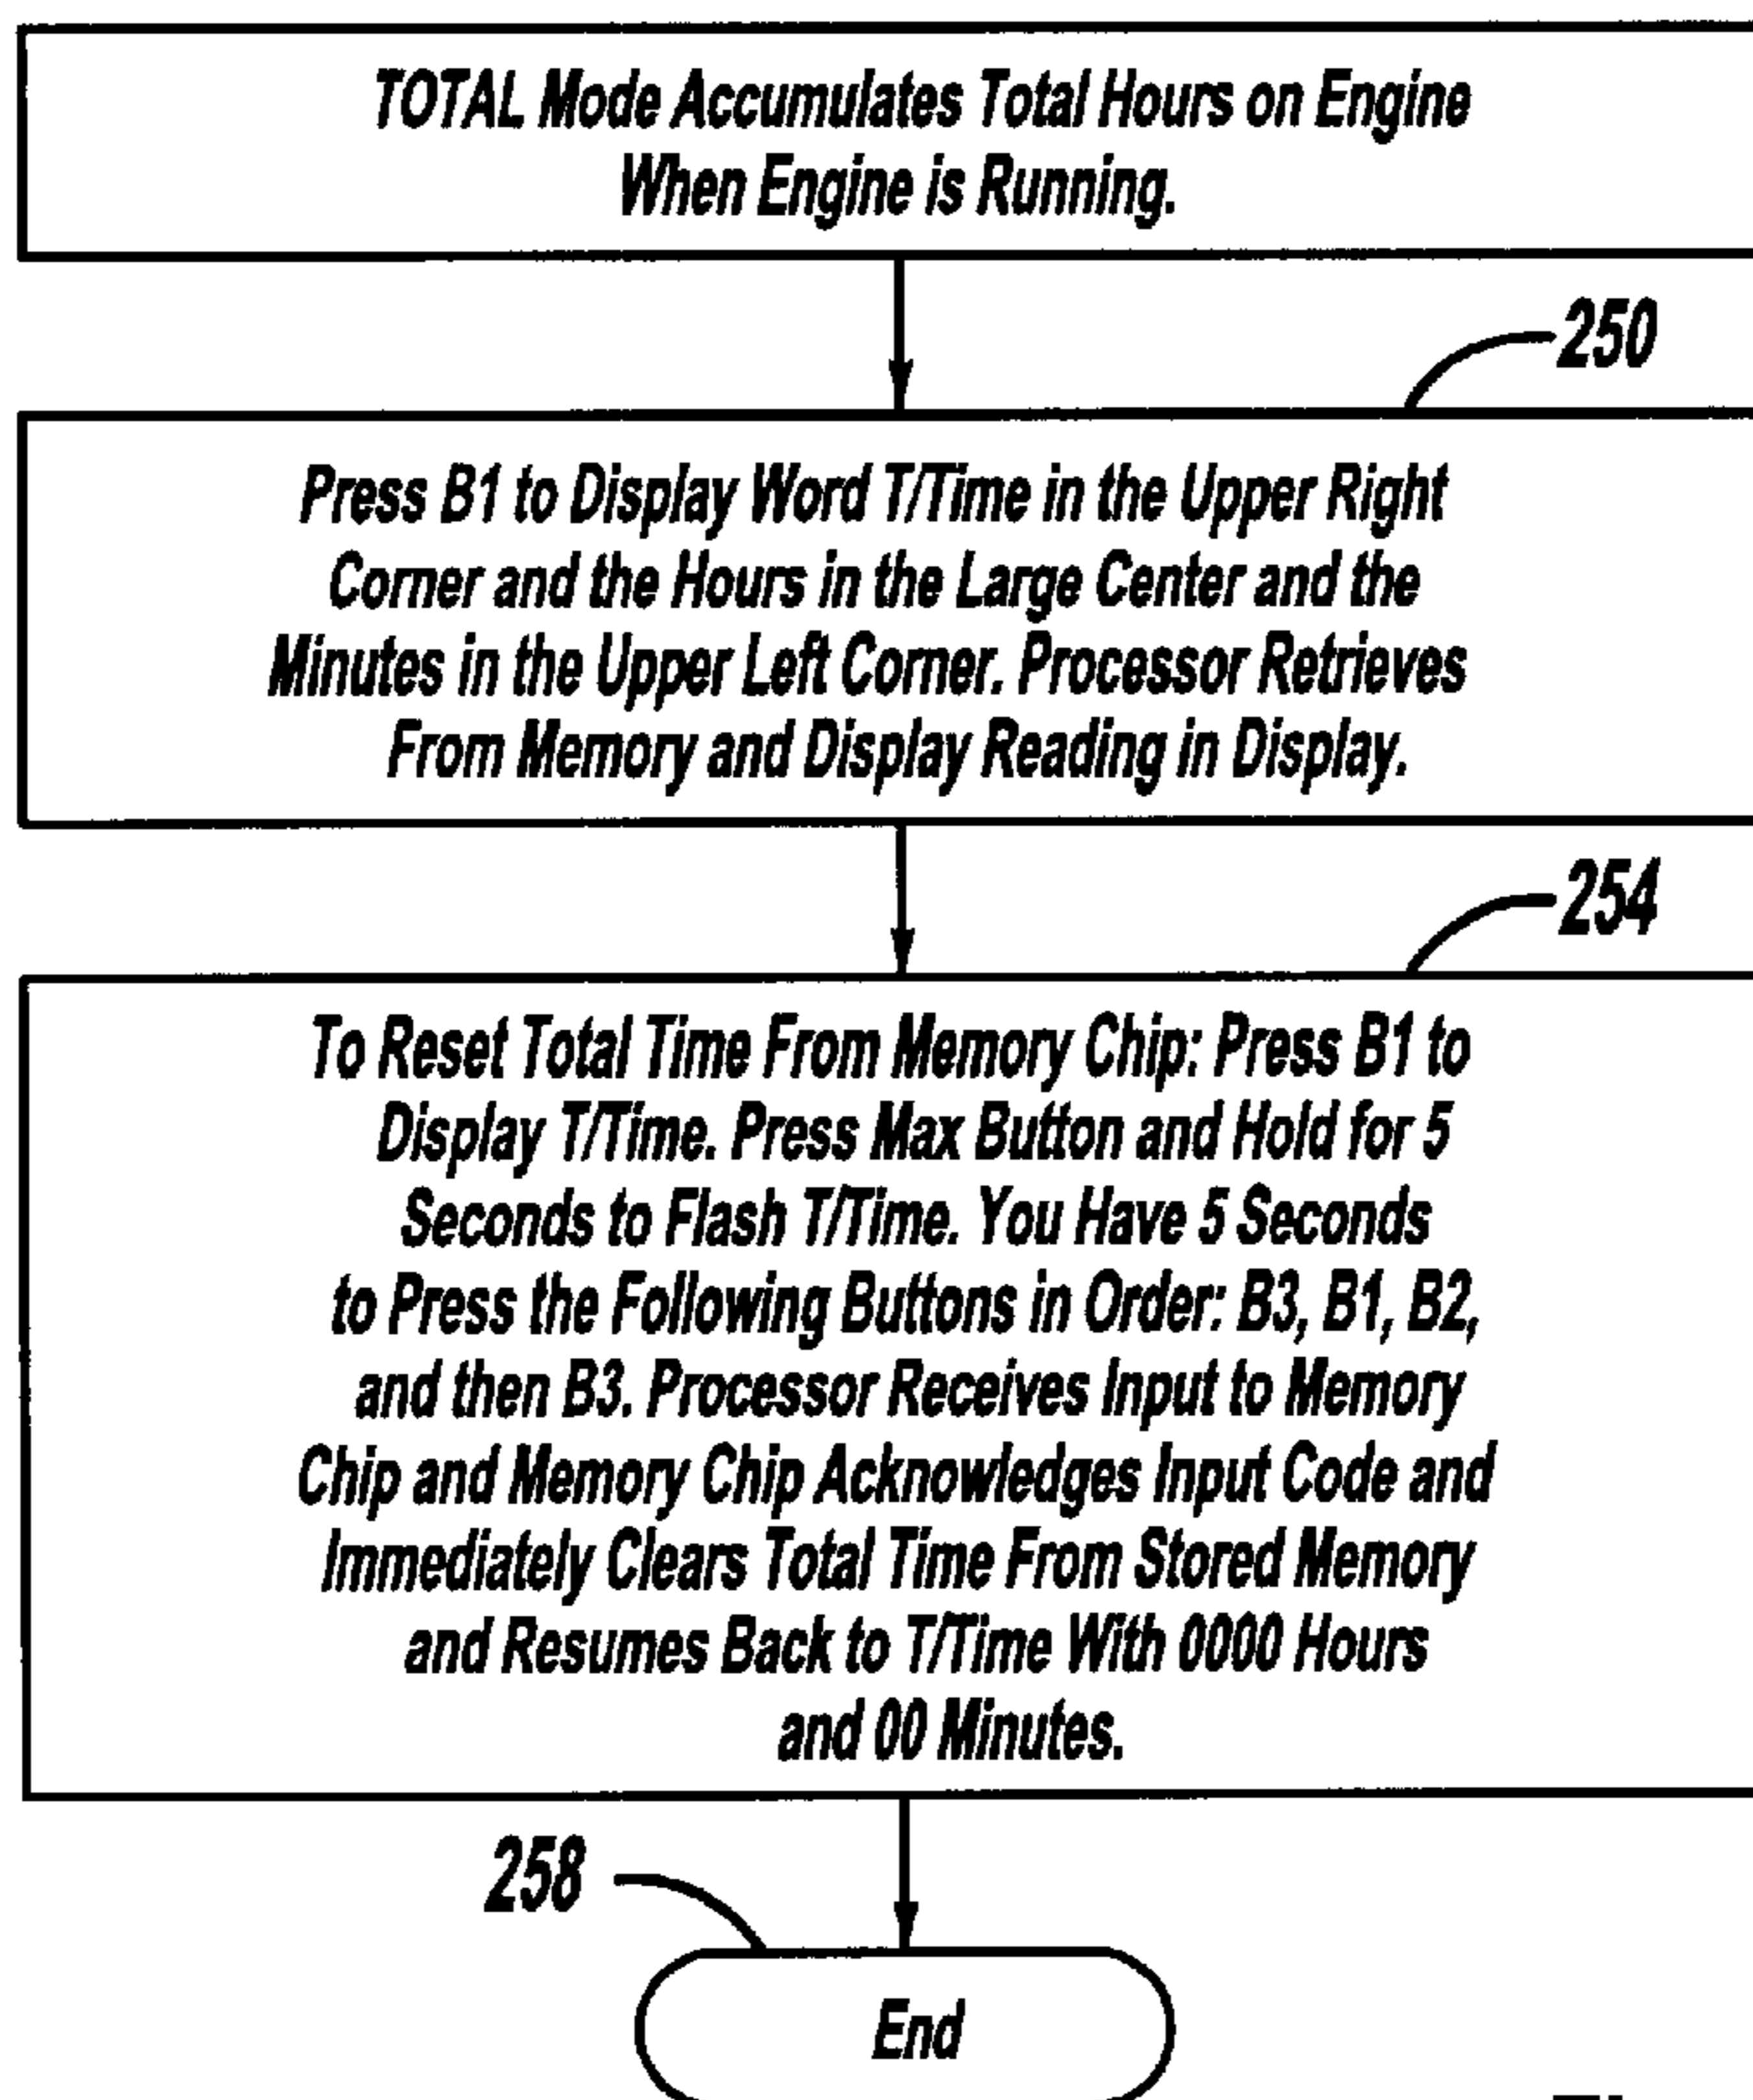 TOTAL Mode Accumulates Total Hours on Engine
When Engine is Running.
250
Press B1 to Display Word T/Time in the Upper Right
Corner and the Hours in the Large Center and the
Minutes in the Upper Left Corner. Processor Retrieves
From Memory and Display Reading in Display.
254
To Reset Total Time From Memory Chip: Press B1 to
Display T/Time. Press Max Button and Hold for 5
Seconds to Flash T/Time. You Have 5 Seconds
to Press the Following Buttons in Order: B3, B1, B2,
and then B3. Processor Receives Input to Memory
Chip and Memory Chip Acknowledges Input Code and
Immediately Clears Total Time From Stored Memory
and Resumes Back to T/Time With 0000 Hours
and 00 Minutes.
258
End